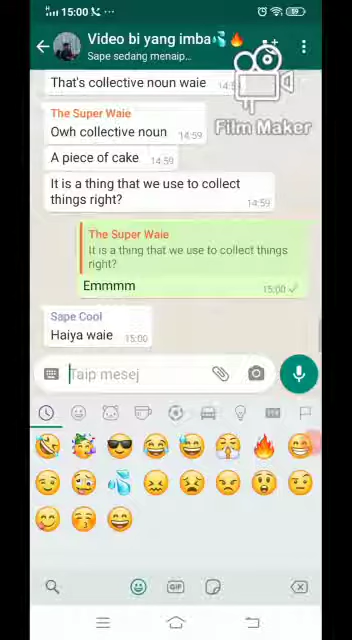 15:00
89
Video bi yang imba💦🔥
Sape sedang menaip...
That's collective noun waie 14:59
Film Maker
The Super Waie
Owh collective noun 14:59
A piece of cake 14:59
It is a thing that we use to collect
things right? 14:59
The Super Waie
It is a thing that we use to collect things
right?
Emmmm 15:00
Sape Cool
Haiya waie 15:00
Taip mesej
GIF